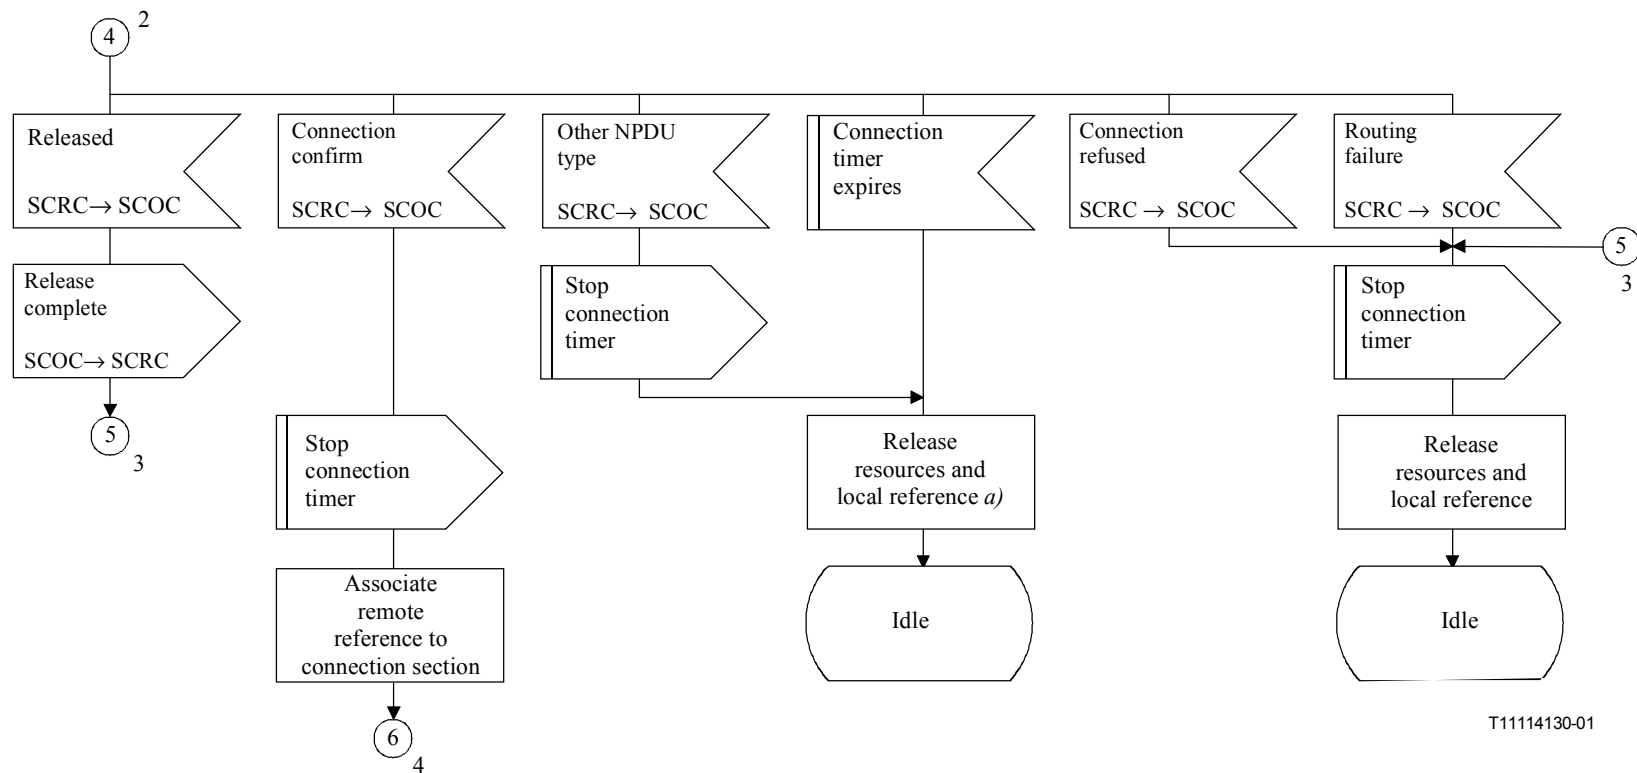 4
2
Released
SCRC→ SCOC
Connection
confirm
SCRC→ SCOC
Other NPDU
type
SCRC→ SCOC
Connection
timer
expires
Connection
refused
SCRC → SCOC
Routing
failure
SCRC → SCOC
5
3
Release
complete
SCOC→ SCRC
5
3
Stop
connection
timer
Stop
connection
timer
Stop
connection
timer
Release
resources and
local reference a)
Release
resources and
local reference
Associate
remote
reference to
connection section
Idle
Idle
6
4
T11114130-01